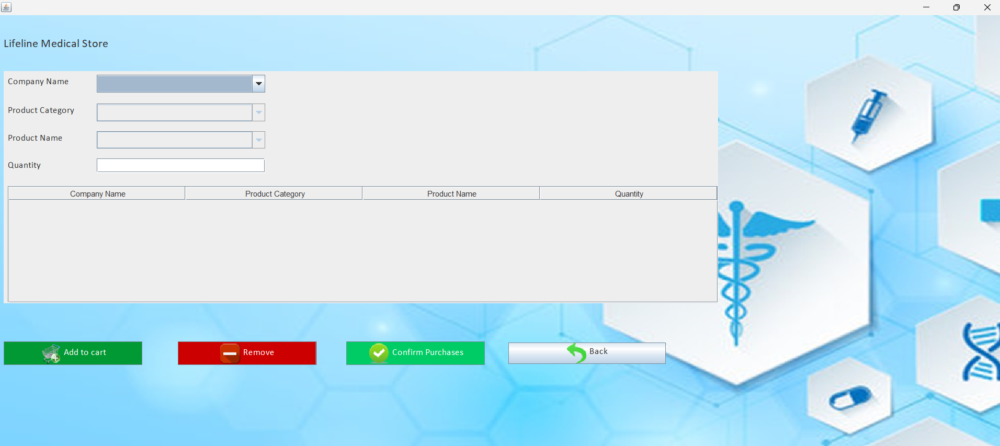 Lifeline Medical Store
Company Name
Product Category
Product Name
Quantity
Company Name Product Category Product Name Quantity
Add to cart Remove Confirm Purchases Back